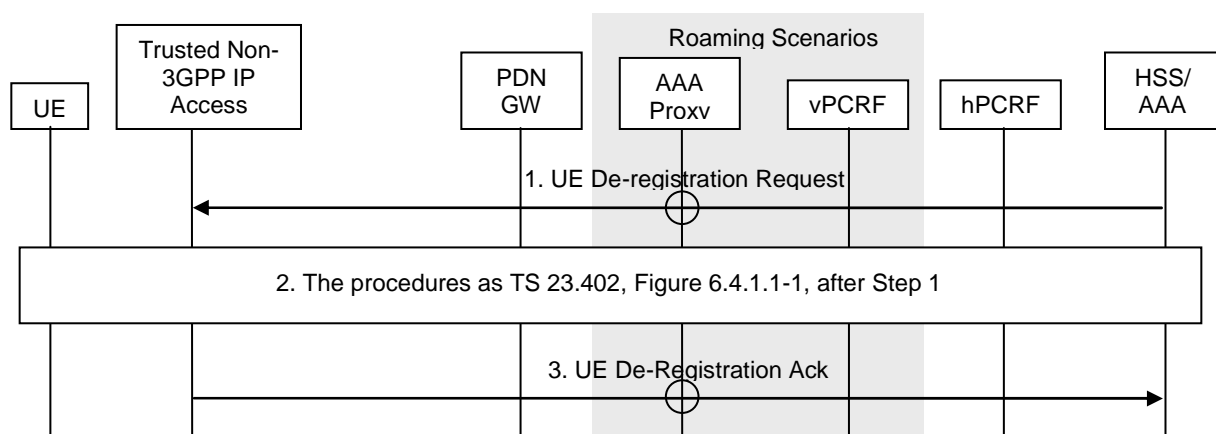 Roaming Scenarios
UE
Trusted Non-
3GPP IP
Access
PDN
GW
AAA
Proxy
vPCRF
hPCRF
HSS/
AAA
1. UE De-registration Request
2. The procedures as TS 23.402, Figure 6.4.1.1-1, after Step 1
3. UE De-Registration Ack